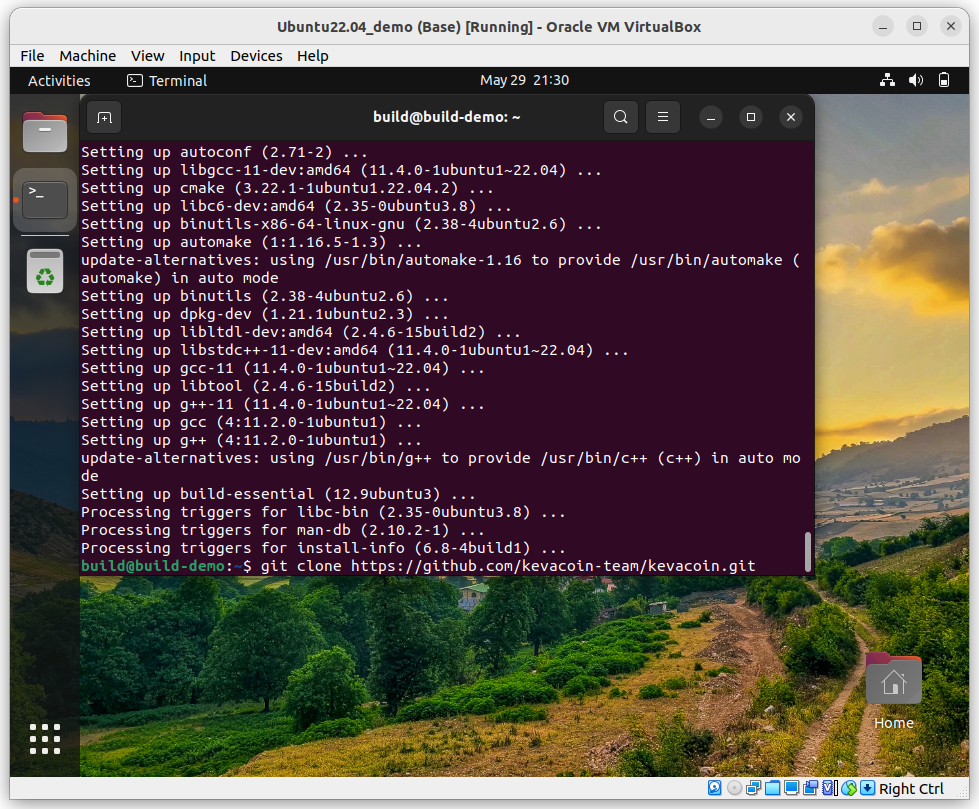 Ubuntu22.04_demo (Base) [Running] - Oracle VM VirtualBox
File Machine View Input Devices Help
Activities Terminal May 29 21:30
build@build-demo: ~
Setting up autoconf (2.71-2) ...
Setting up libgcc-11-dev:amd64 (11.4.0-1ubuntu1~22.04) ...
Setting up cmake (3.22.1-1ubuntu1.22.04.2) ...
Setting up libc6-dev:amd64 (2.35-0ubuntu3.8) ...
Setting up binutils-x86-64-linux-gnu (2.38-4ubuntu2.6) ...
Setting up automake (1:1.16.5-1.3) ...
update-alternatives: using /usr/bin/automake-1.16 to provide /usr/bin/automake (
automake) in auto mode
Setting up binutils (2.38-4ubuntu2.6) ...
Setting up dpkg-dev (1.21.1ubuntu2.3) ...
Setting up libltdl-dev:amd64 (2.4.6-15build2) ...
Setting up libstdc++-11-dev:amd64 (11.4.0-1ubuntu1~22.04) ...
Setting up gcc-11 (11.4.0-1ubuntu1~22.04) ...
Setting up libtool (2.4.6-15build2) ...
Setting up g++-11 (11.4.0-1ubuntu1~22.04) ...
Setting up gcc (4:11.2.0-1ubuntu1) ...
Setting up g++ (4:11.2.0-1ubuntu1) ...
update-alternatives: using /usr/bin/g++ to provide /usr/bin/c++ (c++) in auto mo
de
Setting up build-essential (12.9ubuntu3) ...
Processing triggers for libc-bin (2.35-0ubuntu3.8) ...
Processing triggers for man-db (2.10.2-1) ...
Processing triggers for install-info (6.8-4build1) ...
build@build-demo:~$ git clone https://github.com/kevacoin-team/kevacoin.git
Home
Right Ctrl